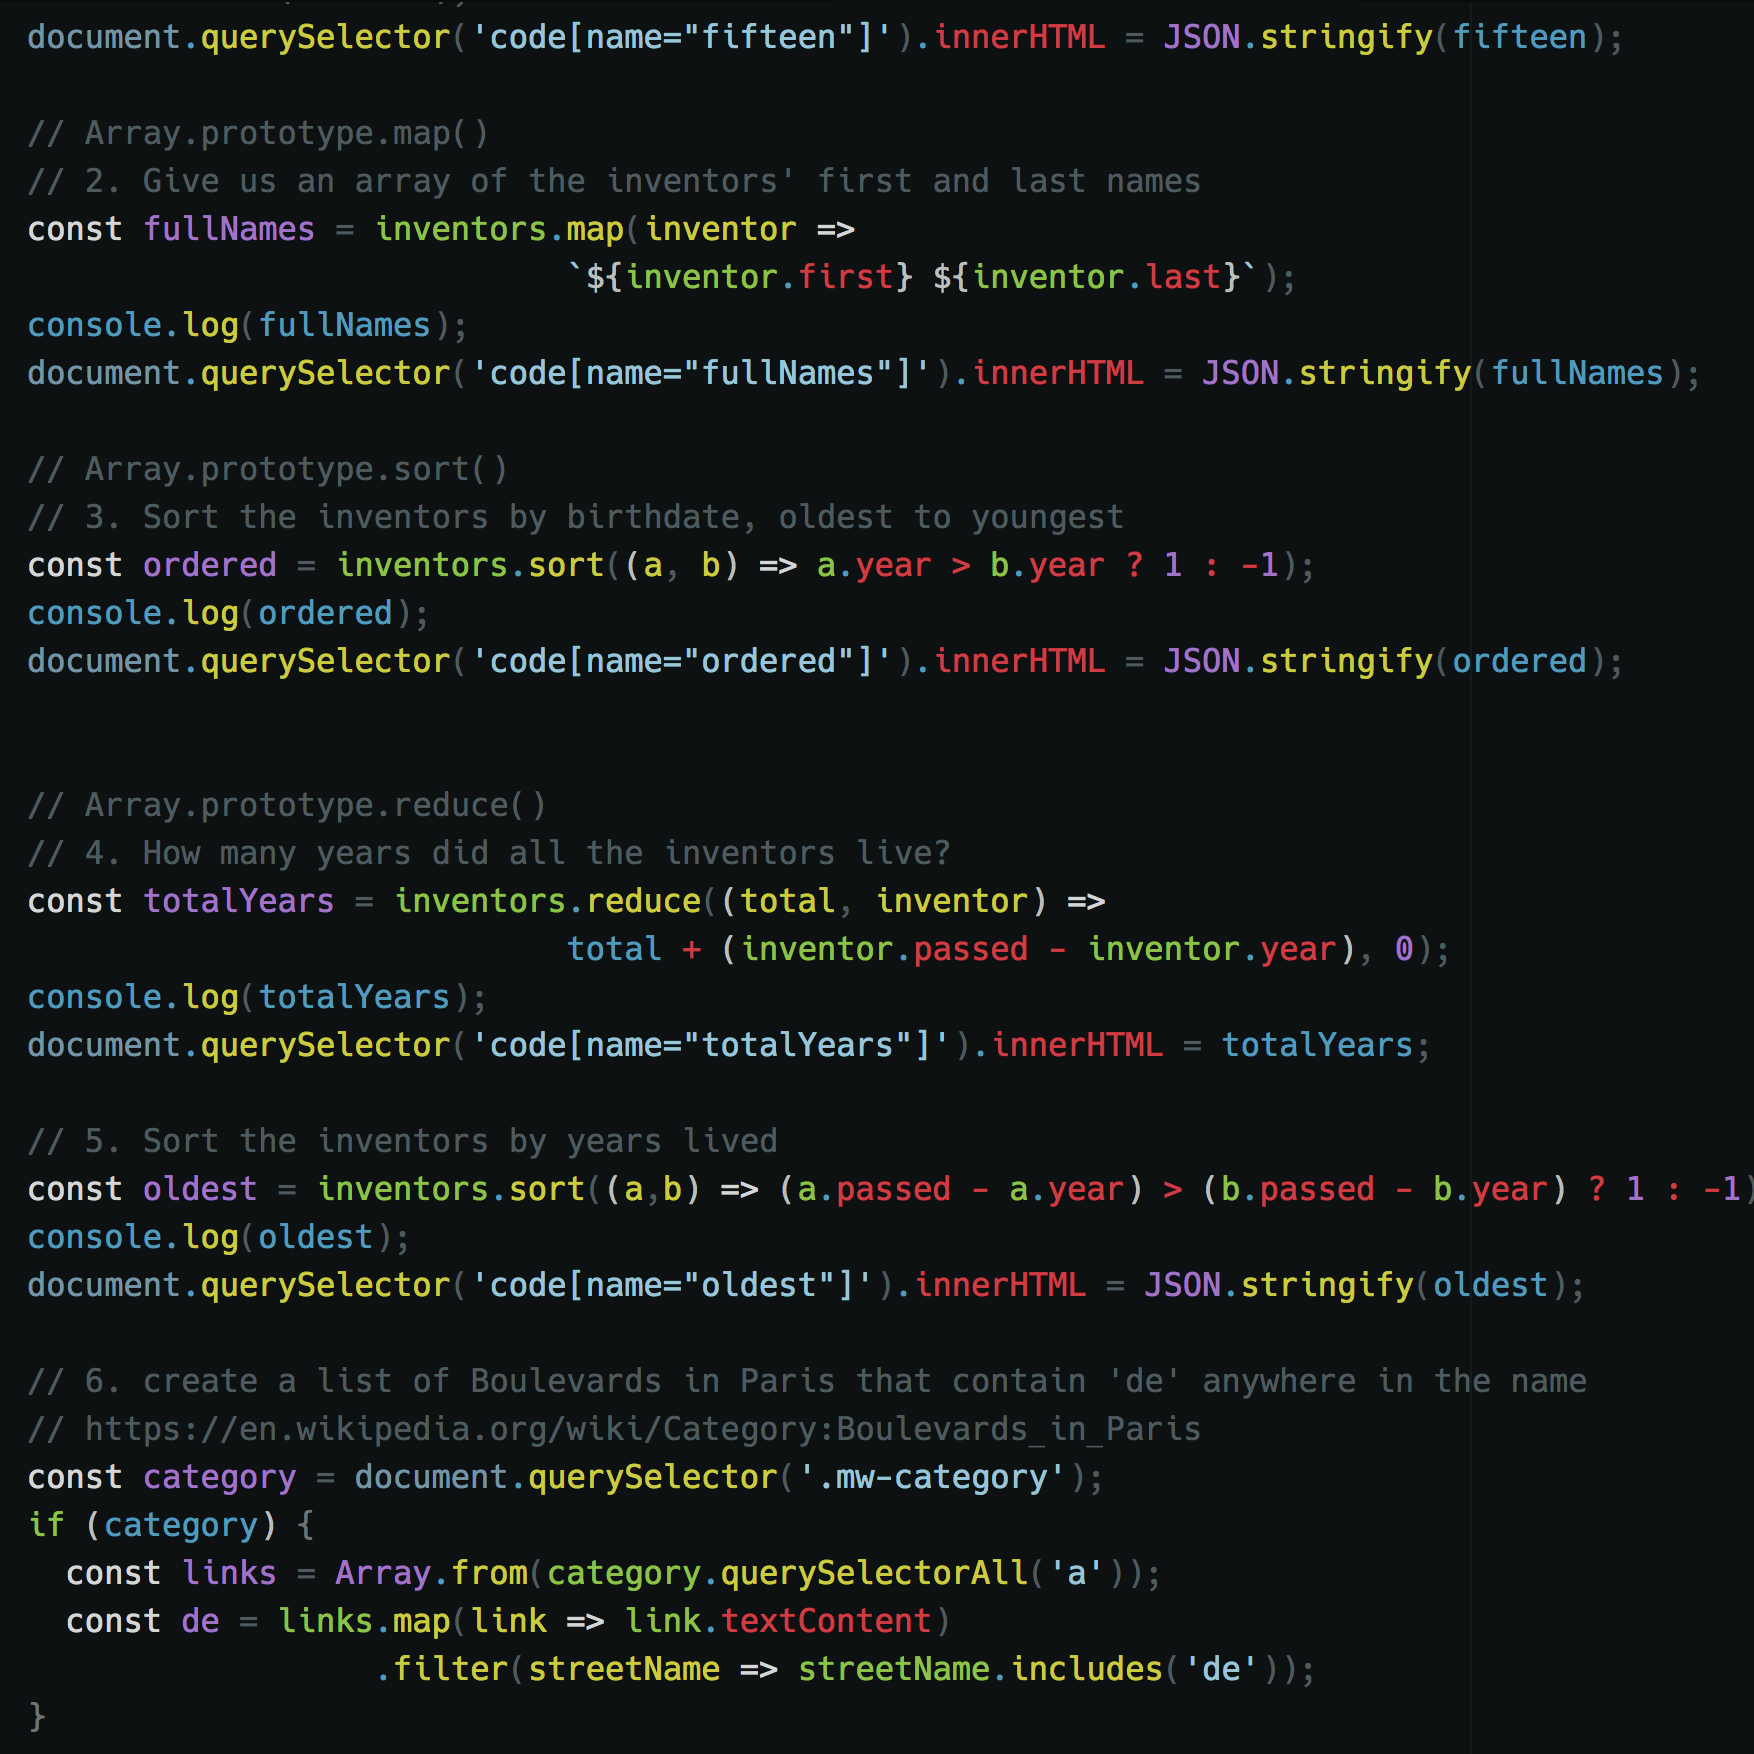 document.querySelector('code[name="fifteen"]').innerHTML = JSON.stringify(fifteen);
// Array.prototype.map()
// 2. Give us an array of the inventors' first and last names
const fullNames = inventors.map(inventor =>
`${inventor.first} ${inventor.last}`);
console.log(fullNames);
document.querySelector('code[name="fullNames"]').innerHTML = JSON.stringify(fullNames);
// Array.prototype.sort()
// 3. Sort the inventors by birthdate, oldest to youngest
const ordered = inventors.sort((a, b) => a.year > b.year ? 1 : -1);
console.log(ordered);
document.querySelector('code[name="ordered"]').innerHTML = JSON.stringify(ordered);
// Array.prototype.reduce()
// 4. How many years did all the inventors live?
const totalYears = inventors.reduce((total, inventor) =>
total + (inventor.passed - inventor.year), 0);
console.log(totalYears);
document.querySelector('code[name="totalYears"]').innerHTML = totalYears;
// 5. Sort the inventors by years lived
const oldest = inventors.sort((a,b) => (a.passed - a.year) > (b.passed - b.year) ? 1 : -1)
console.log(oldest);
document.querySelector('code[name="oldest"]').innerHTML = JSON.stringify(oldest);
// 6. create a list of Boulevards in Paris that contain 'de' anywhere in the name
// https://en.wikipedia.org/wiki/Category:Boulevards_in_Paris
const category = document.querySelector('.mw-category');
if (category) {
const links = Array.from(category.querySelectorAll('a'));
const de = links.map(link => link.textContent)
.filter(streetName => streetName.includes('de'));
}